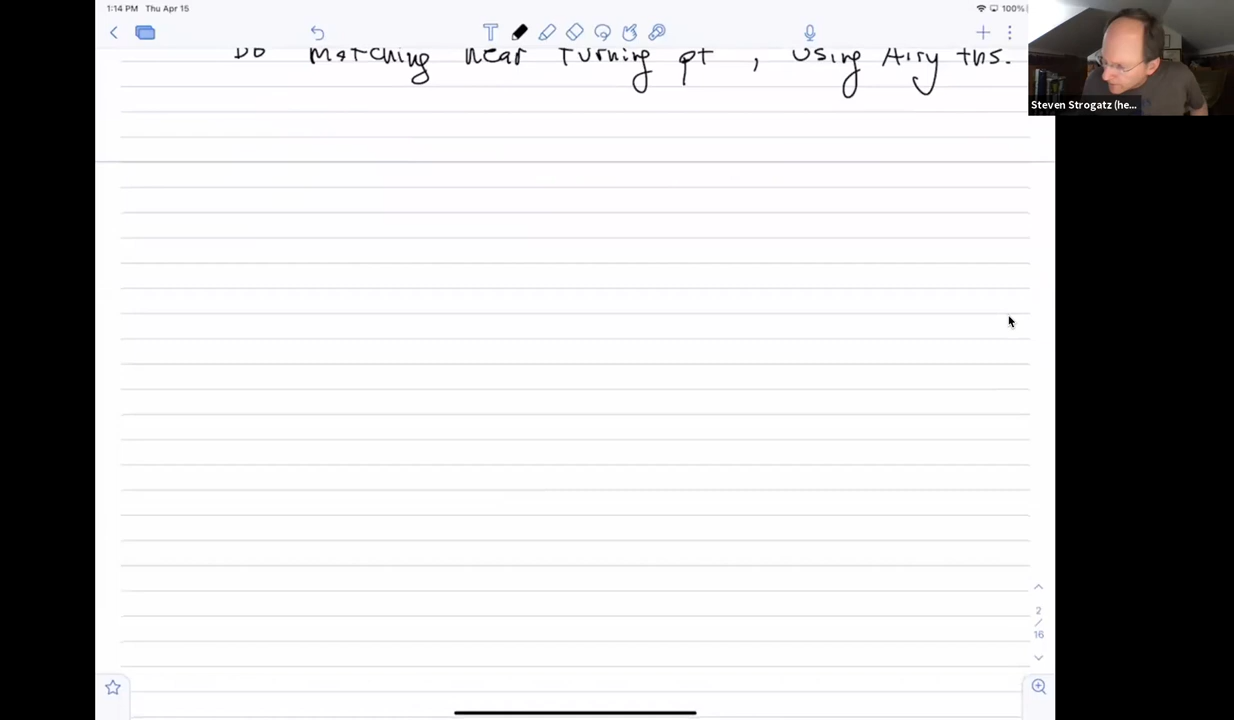 1:14 PM Thu Apr 15
100%
T
Do matching near turning pt, using Airy fns.
Steven Strogatz (he...
2
/
16